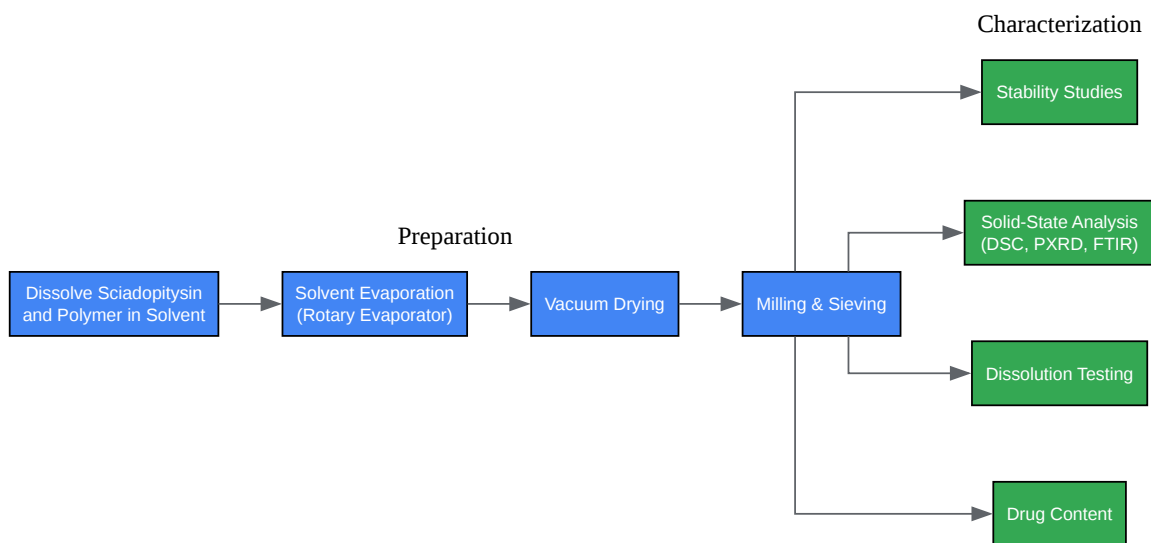 Characterization
Stability Studies
Solid-State Analysis
(DSC, PXRD, FTIR)
Preparation
Dissolve Sciadopitysin
and Polymer in Solvent
Solvent Evaporation
(Rotary Evaporator)
Vacuum Drying
Milling & Sieving
Dissolution Testing
Drug Content